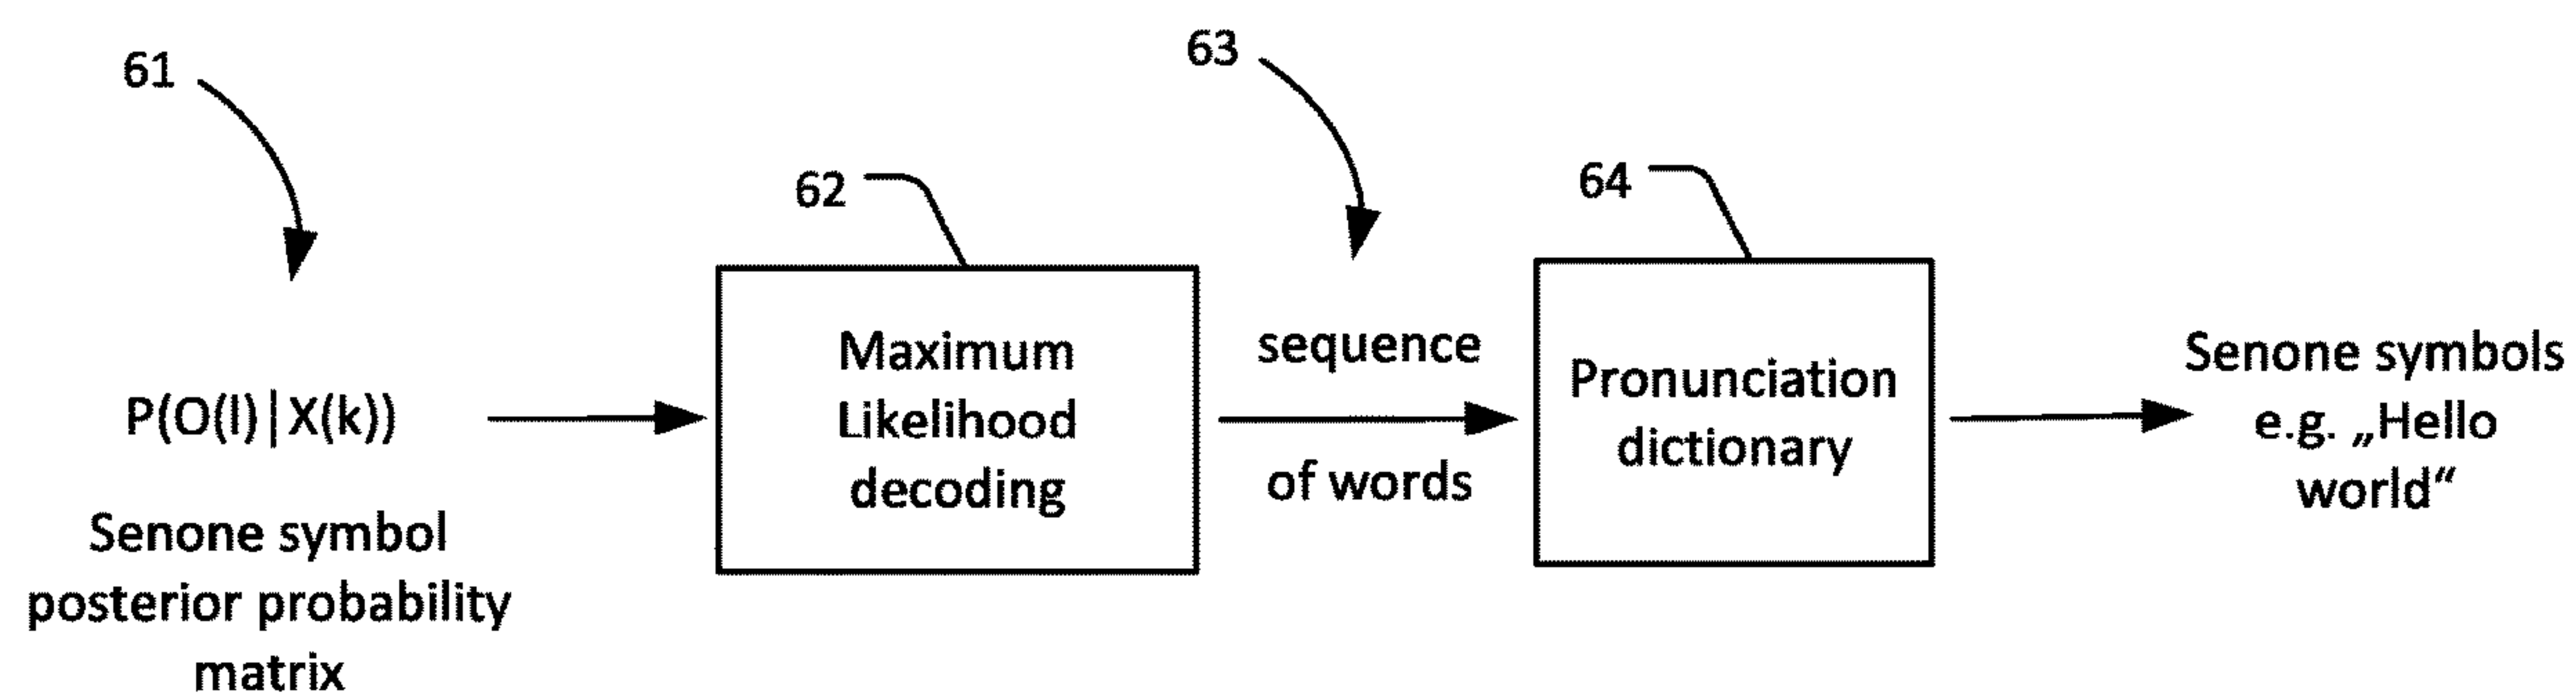 61
P(O(l)|X(k))
Senone symbol
posterior probability
matrix
62
Maximum
Likelihood
decoding
63
sequence
of words
64
Pronunciation
dictionary
Senone symbols
e.g. „Hello
world“